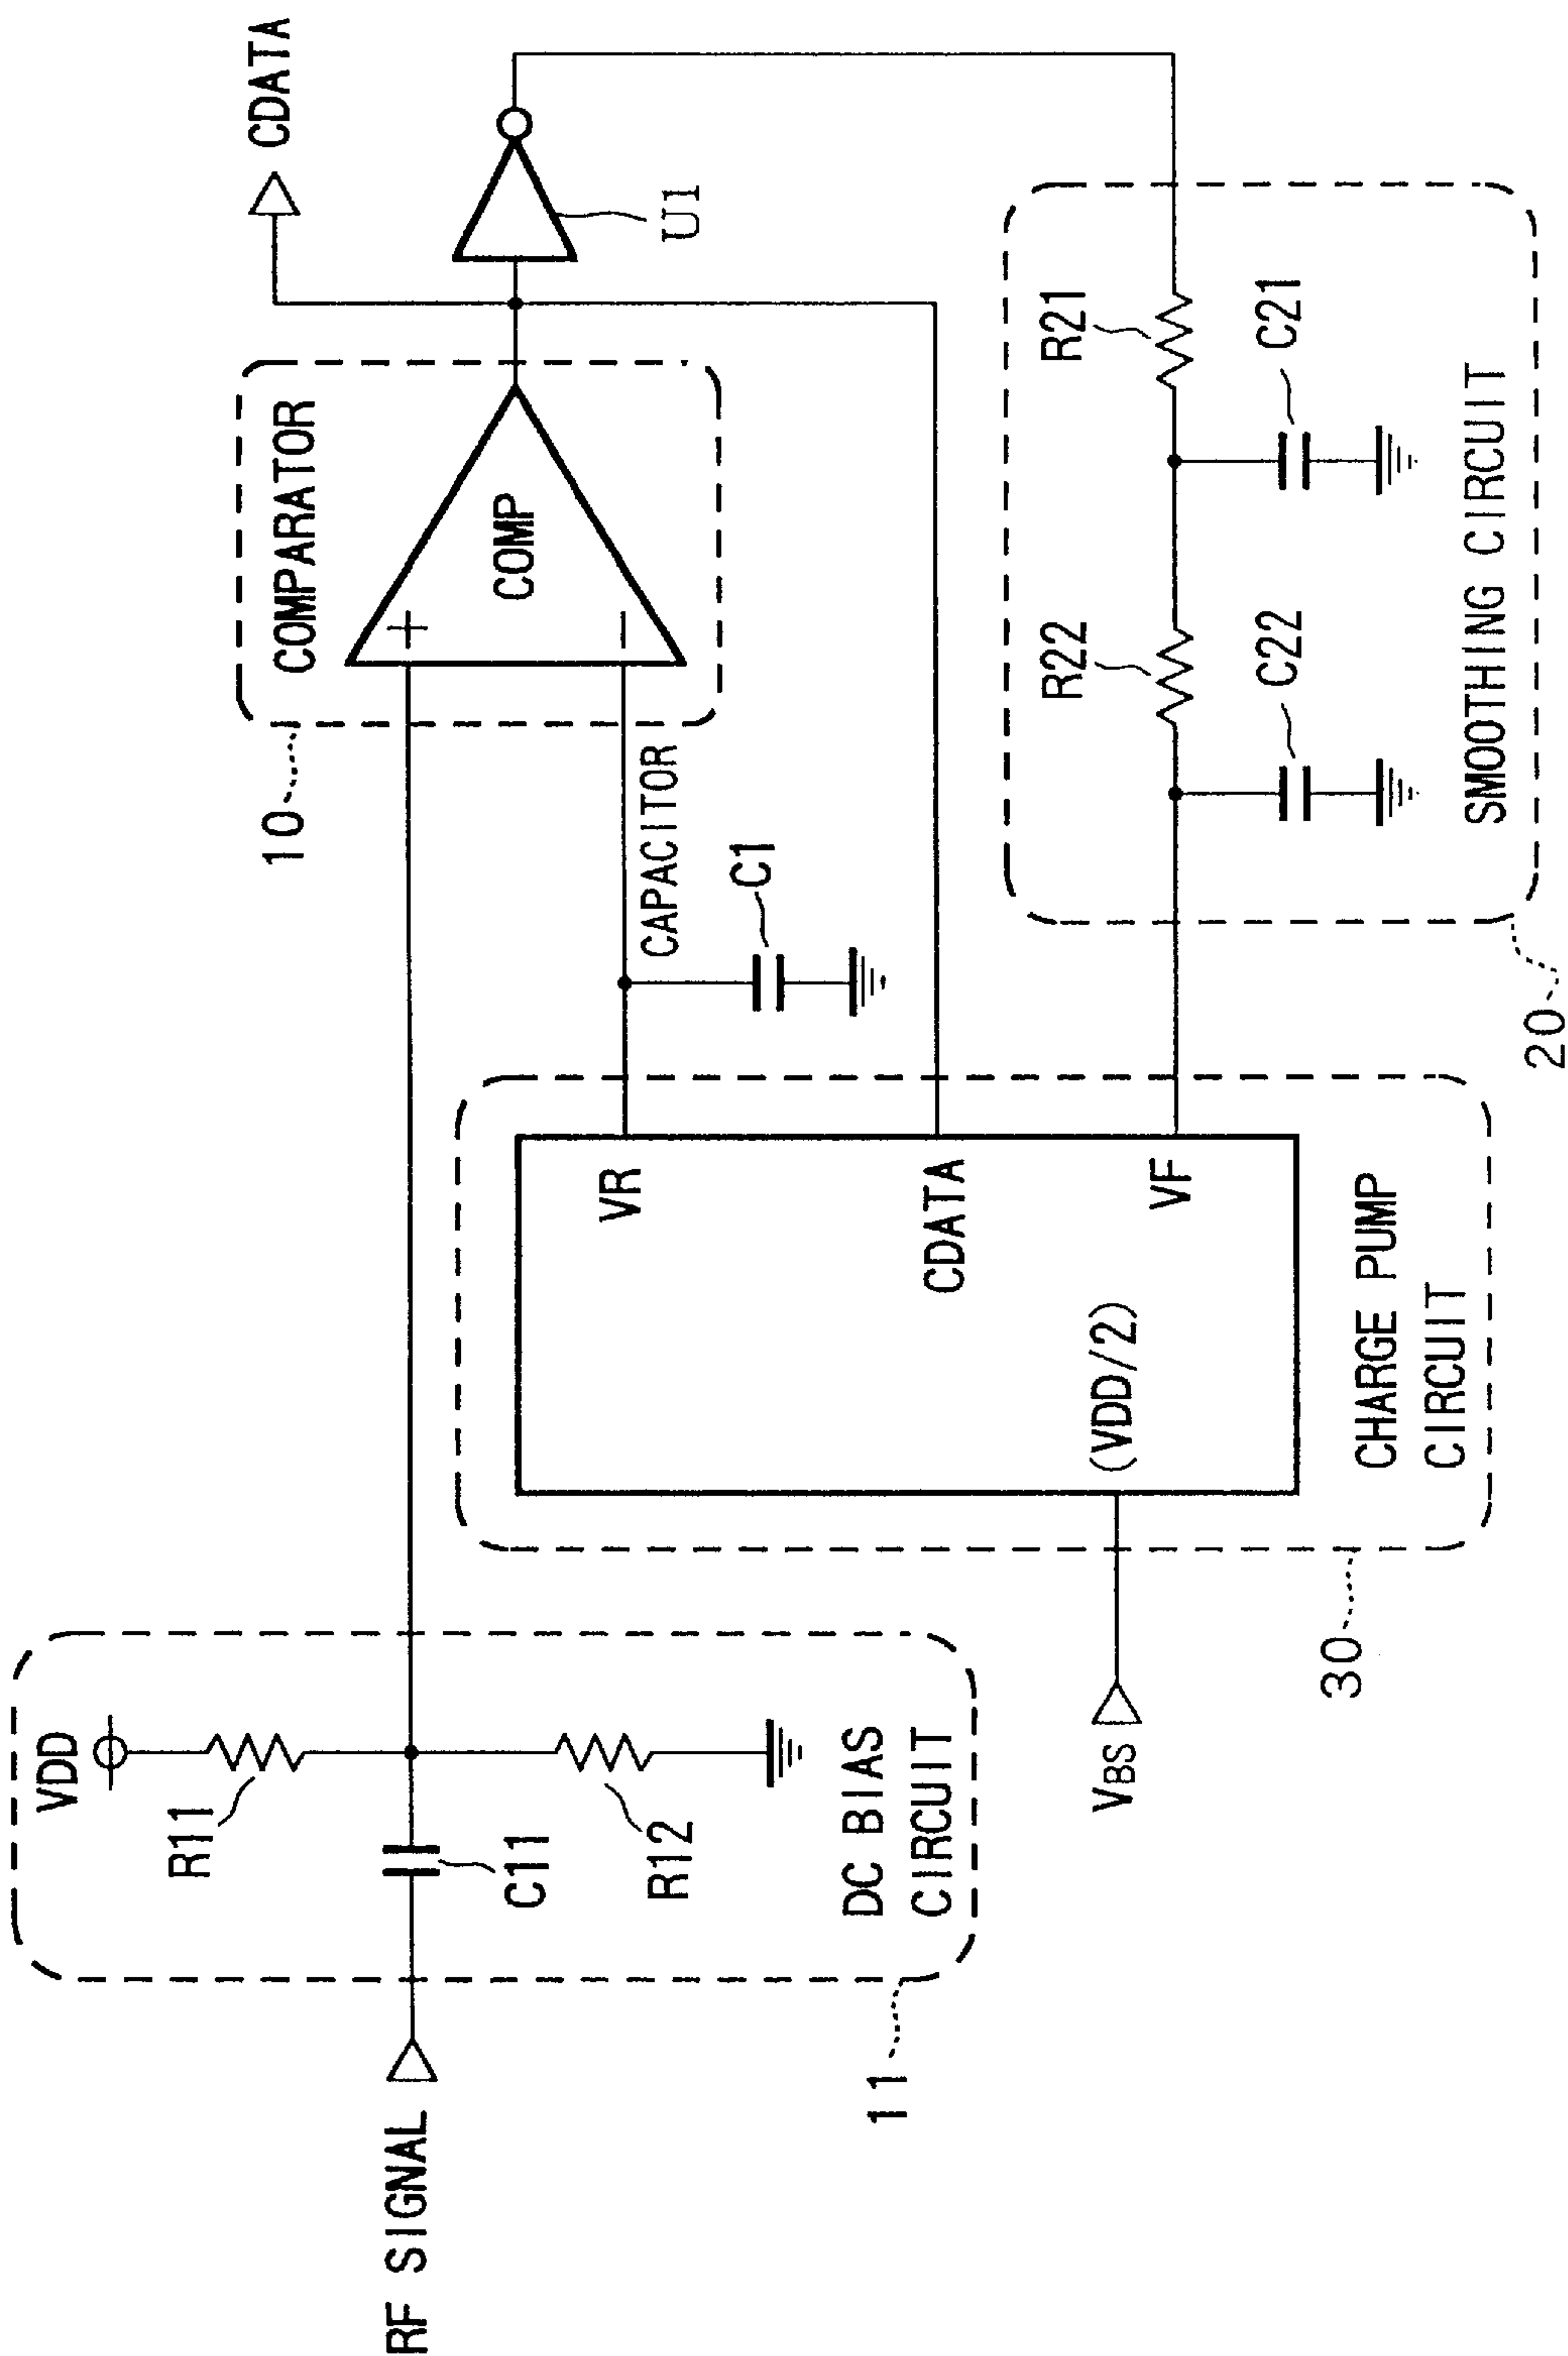 RF SIGNAL
VDD
R11
C11
R12
DC BIAS
CIRCUIT
11
VBS
30
VR
CDATA
(VDD/2)
VF
CHARGE PUMP
CIRCUIT
10
COMPARATOR
COMP
+
−
CAPACITOR
C1
CDATA
U1
R22
R21
C22
C21
SMOOTHING CIRCUIT
20